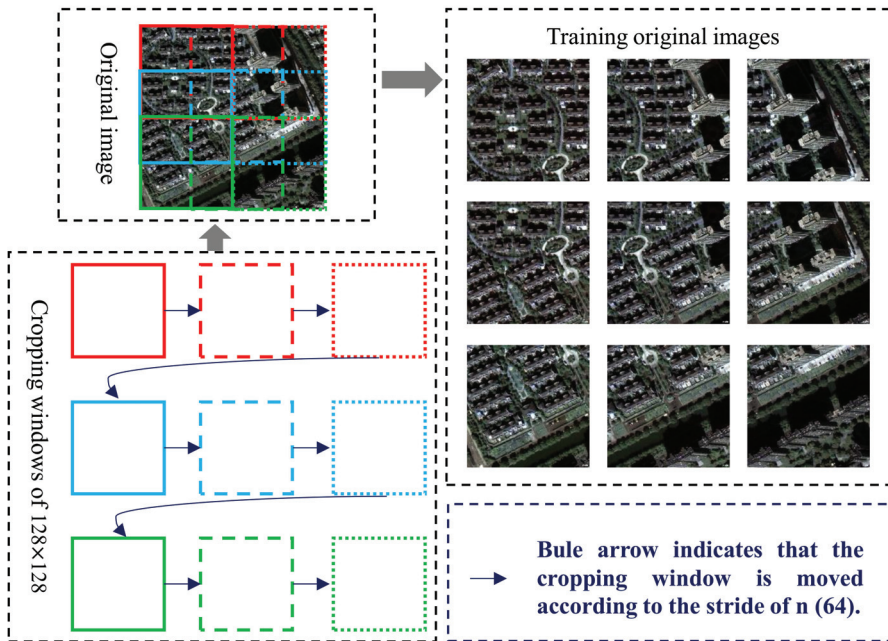 Original image
Training original images
Cropping windows of 128×128
Bule arrow indicates that the
cropping window is moved
according to the stride of n (64).